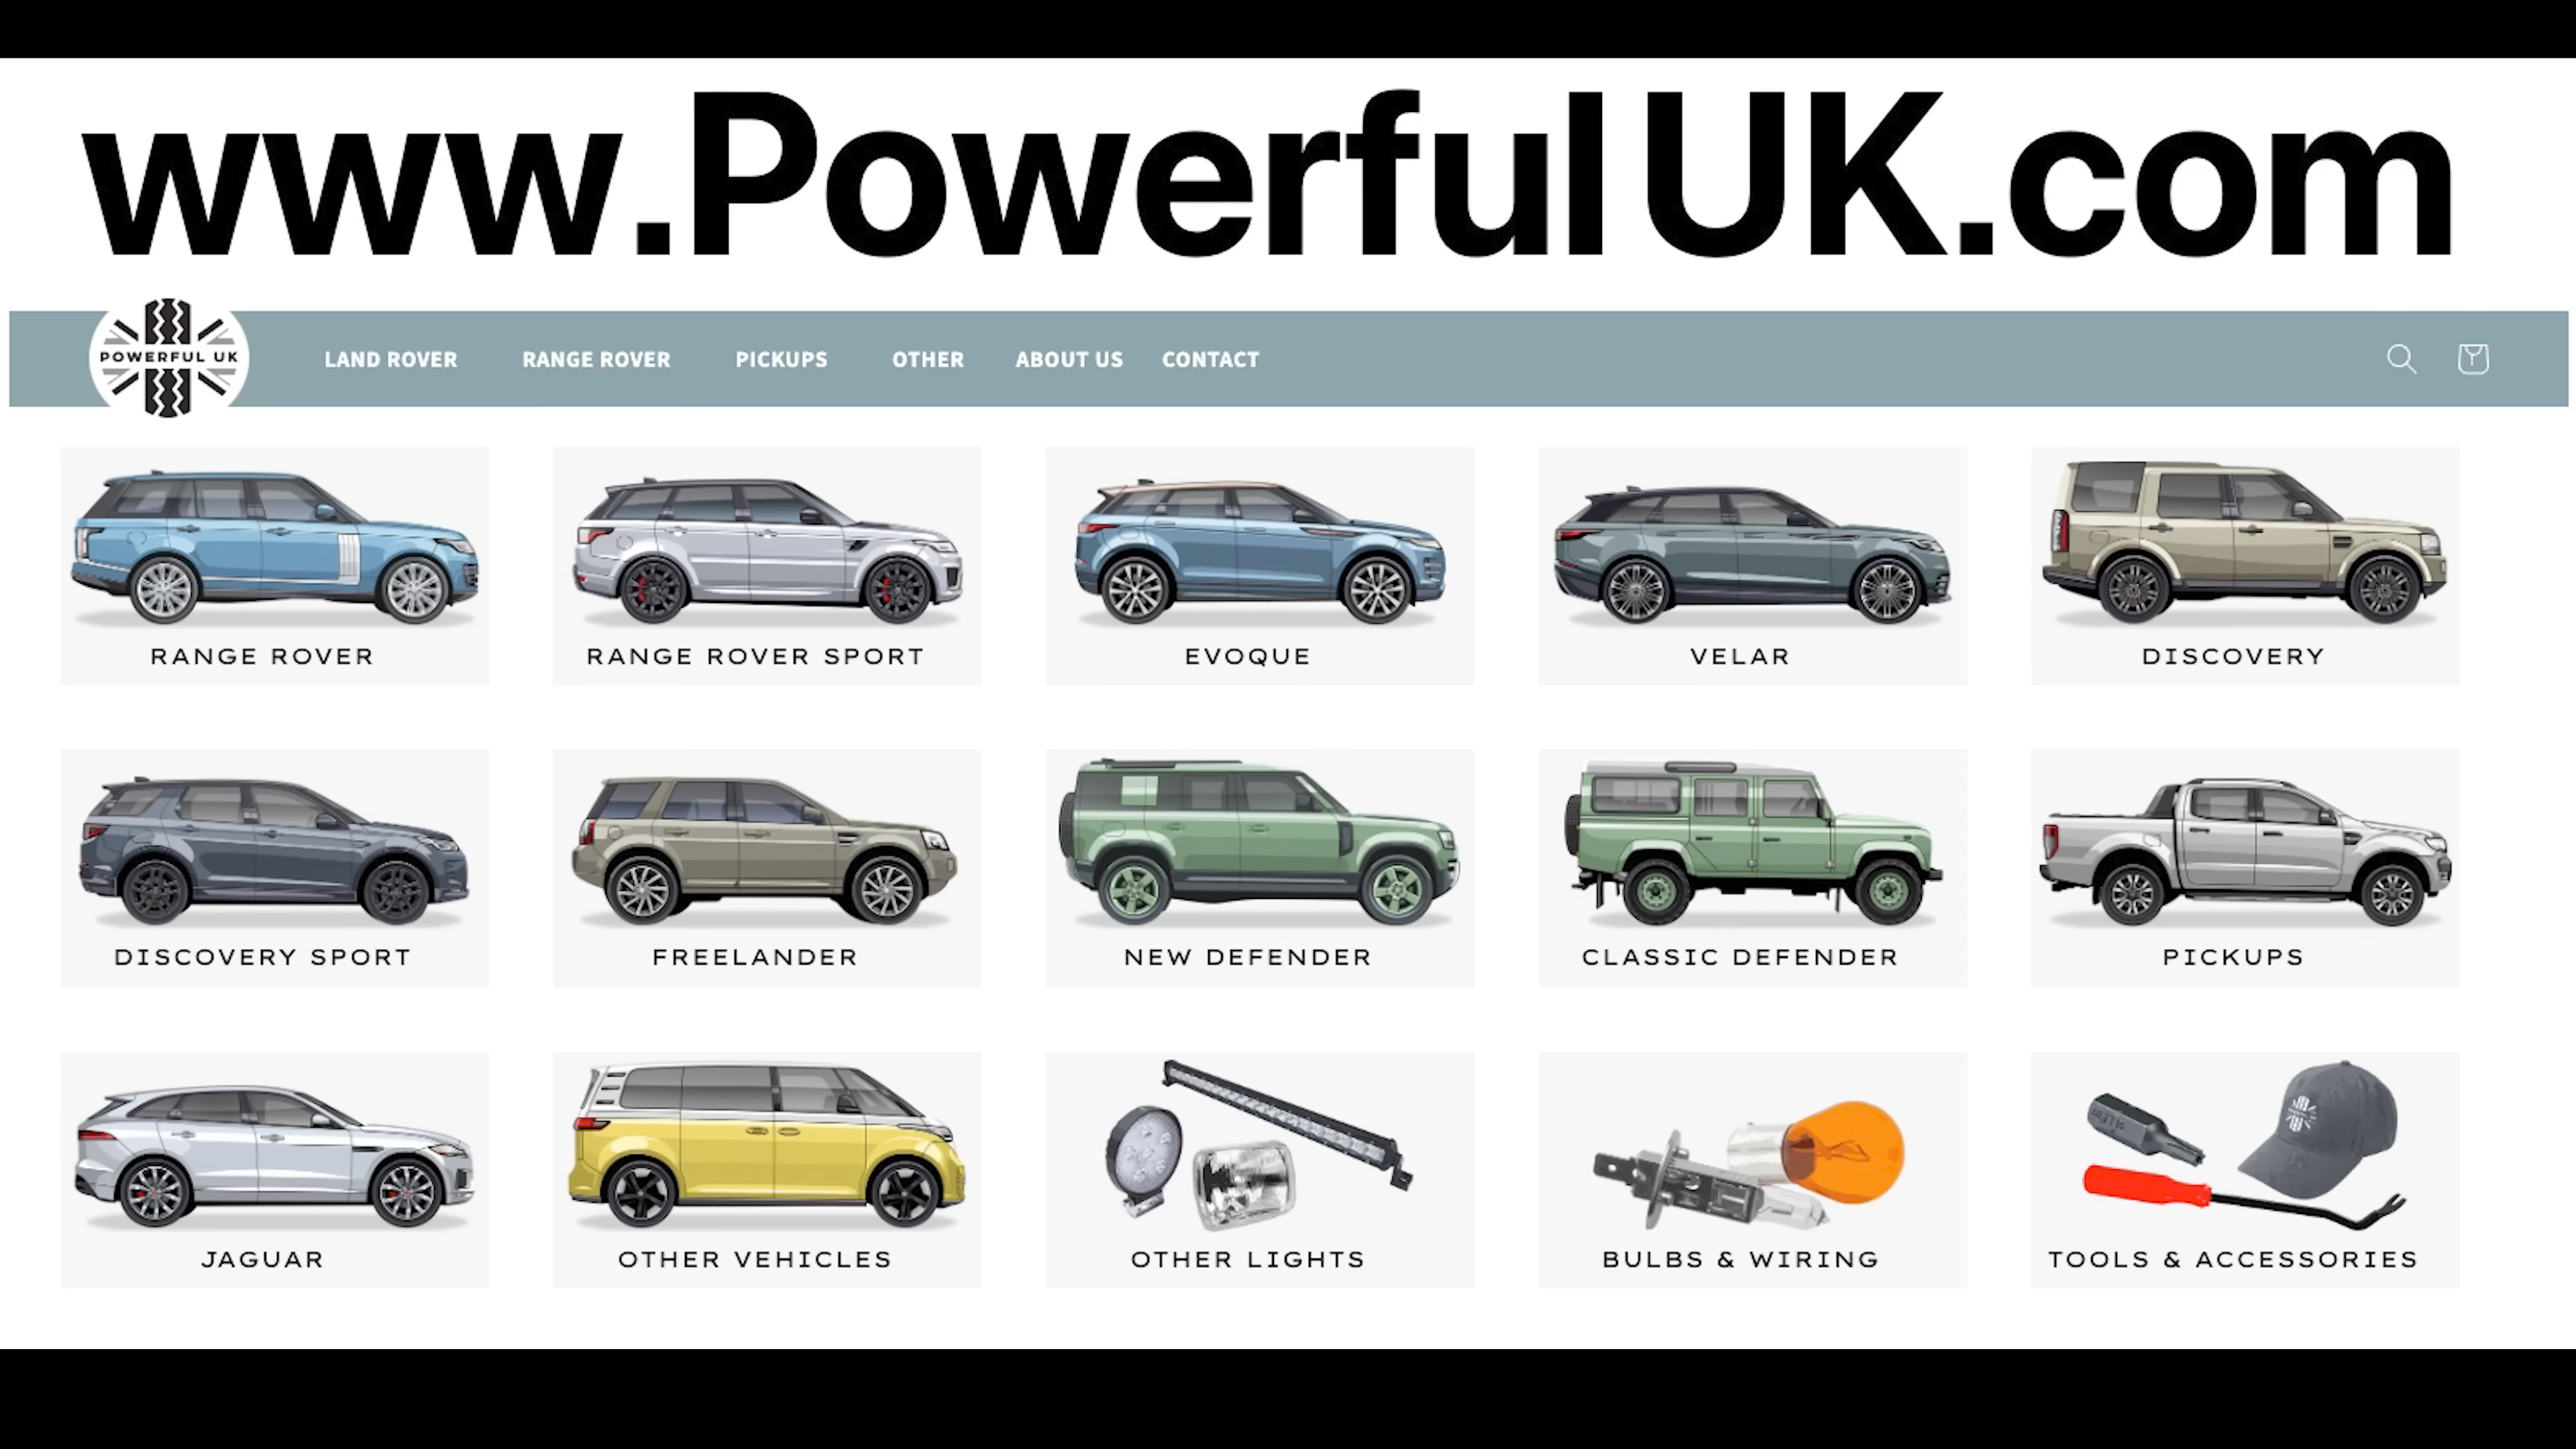 www.PowerfulUK.com
POWERFUL UK
LAND ROVER RANGE ROVER PICKUPS OTHER ABOUT US CONTACT
RANGE ROVER RANGE ROVER SPORT EVOQUE VELAR DISCOVERY
DISCOVERY SPORT FREELANDER NEW DEFENDER CLASSIC DEFENDER PICKUPS
JAGUAR OTHER VEHICLES OTHER LIGHTS BULBS & WIRING TOOLS & ACCESSORIES